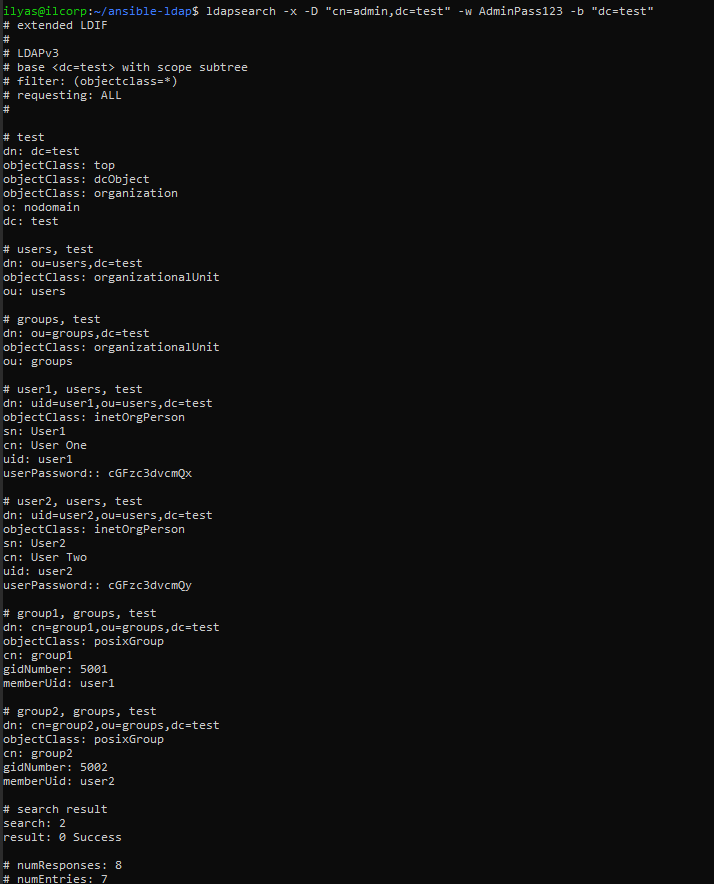 ilyas@ilcorp:~/ansible-ldap$ ldapsearch -x -D "cn=admin,dc=test" -w AdminPass123 -b "dc=test"
# extended LDIF
#
# LDAPv3
# base <dc=test> with scope subtree
# filter: (objectclass=*)
# requesting: ALL
#

# test
dn: dc=test
objectClass: top
objectClass: dcObject
objectClass: organization
o: nodomain
dc: test

# users, test
dn: ou=users,dc=test
objectClass: organizationalUnit
ou: users

# groups, test
dn: ou=groups,dc=test
objectClass: organizationalUnit
ou: groups

# user1, users, test
dn: uid=user1,ou=users,dc=test
objectClass: inetOrgPerson
sn: User1
cn: User One
uid: user1
userPassword:: cGFzc3dvcmQx

# user2, users, test
dn: uid=user2,ou=users,dc=test
objectClass: inetOrgPerson
sn: User2
cn: User Two
uid: user2
userPassword:: cGFzc3dvcmQy

# group1, groups, test
dn: cn=group1,ou=groups,dc=test
objectClass: posixGroup
cn: group1
gidNumber: 5001
memberUid: user1

# group2, groups, test
dn: cn=group2,ou=groups,dc=test
objectClass: posixGroup
cn: group2
gidNumber: 5002
memberUid: user2

# search result
search: 2
result: 0 Success

# numResponses: 8
# numEntries: 7